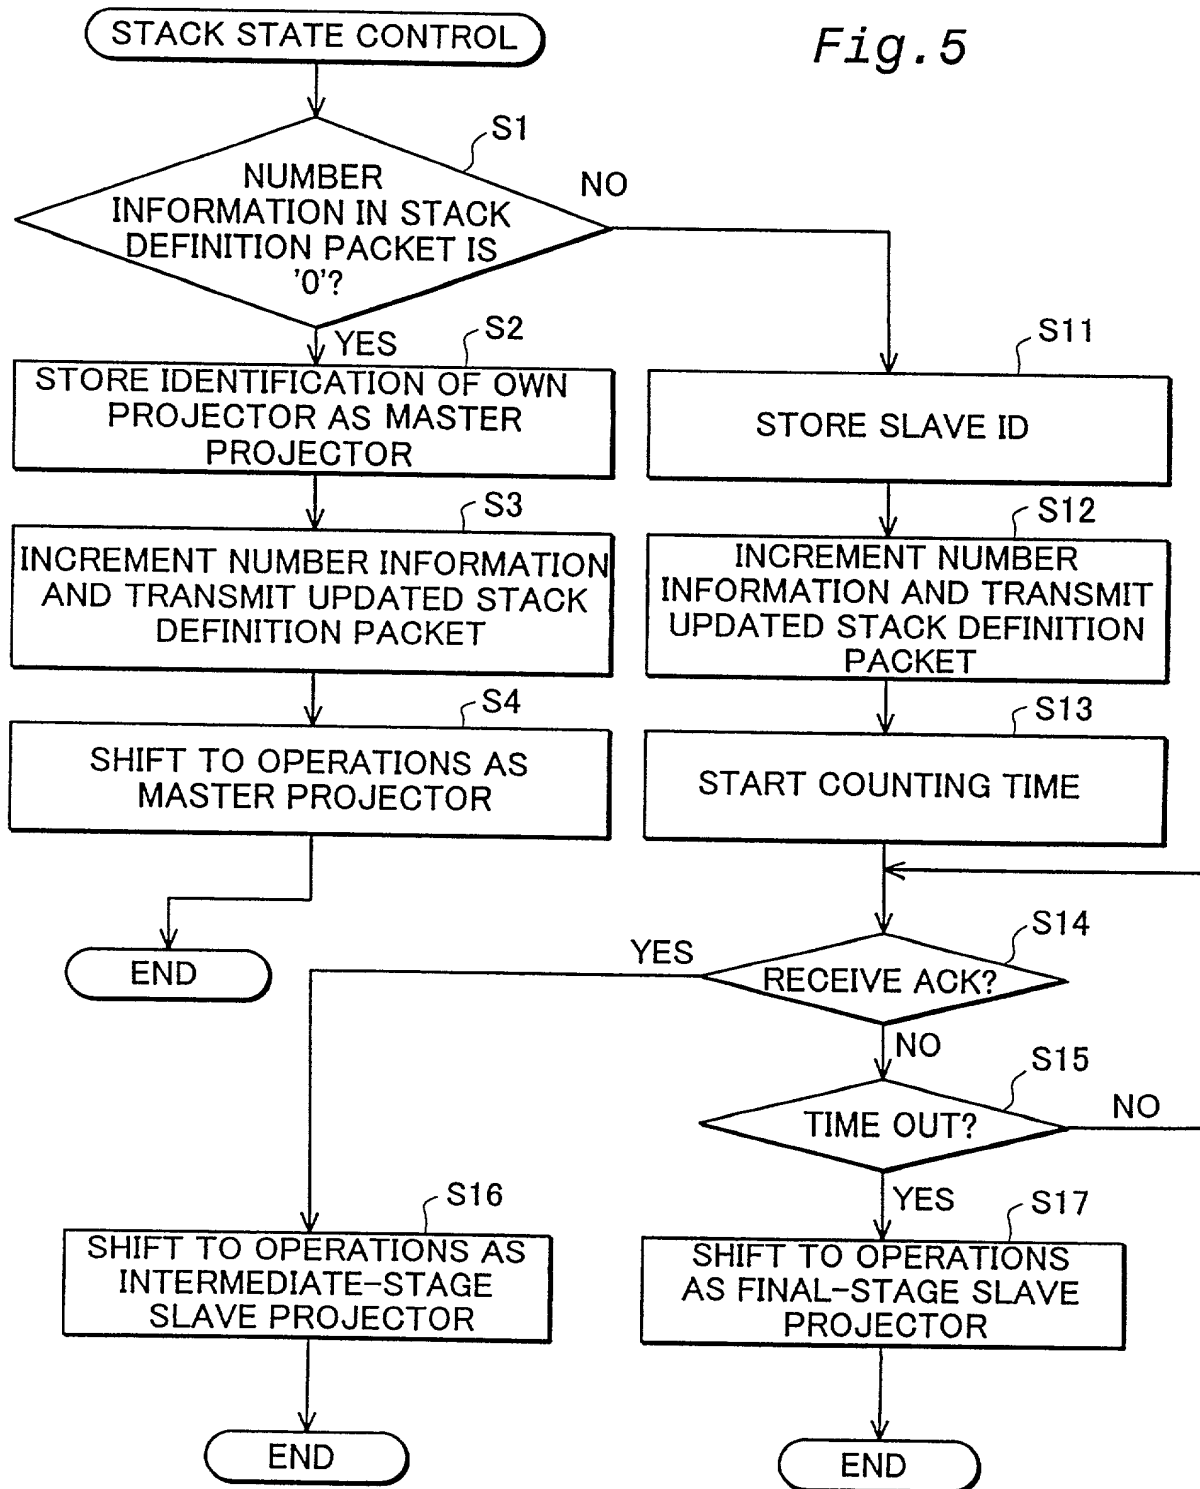 STACK STATE CONTROL
Fig.5
S1
NUMBER
INFORMATION IN STACK
DEFINITION PACKET IS
'0'?
NO
YES
S2
STORE IDENTIFICATION OF OWN
PROJECTOR AS MASTER
PROJECTOR
S3
INCREMENT NUMBER INFORMATION
AND TRANSMIT UPDATED STACK
DEFINITION PACKET
S4
SHIFT TO OPERATIONS AS
MASTER PROJECTOR
END
S11
STORE SLAVE ID
S12
INCREMENT NUMBER
INFORMATION AND TRANSMIT
UPDATED STACK DEFINITION
PACKET
S13
START COUNTING TIME
S14
RECEIVE ACK?
YES
NO
S15
TIME OUT?
NO
YES
S16
SHIFT TO OPERATIONS AS
INTERMEDIATE-STAGE
SLAVE PROJECTOR
END
S17
SHIFT TO OPERATIONS
AS FINAL-STAGE SLAVE
PROJECTOR
END